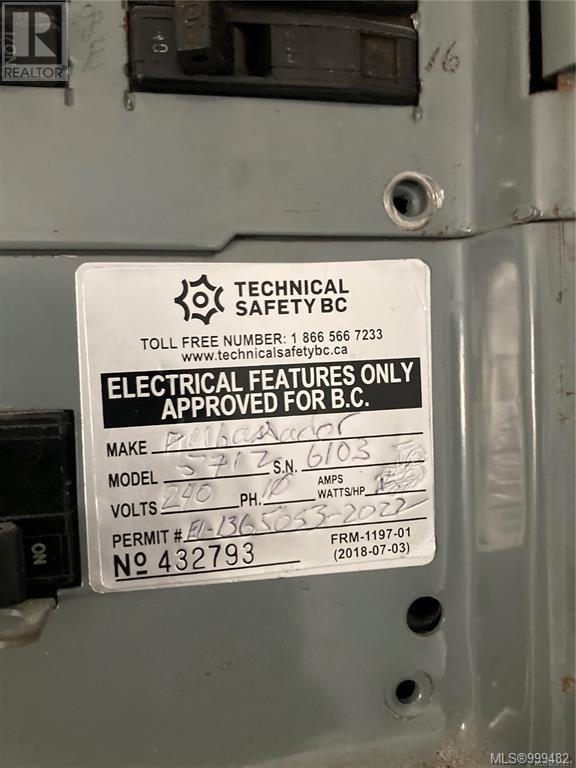 REALTOR
16
TECHNICAL
SAFETY BC
TOLL FREE NUMBER: 1 866 566 7233
www.technicalsafetybc.ca
ELECTRICAL FEATURES ONLY
APPROVED FOR B.C.
MAKE Ambassador
MODEL 5712 S.N. 6103
VOLTS 240 PH. 1Ø AMPS WATTS/HP
PERMIT # El-1365053-2022
Nº 432793
FRM-1197-01
(2018-07-03)
ON
MLS®999482